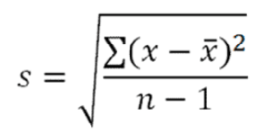 s = √(∑(x − x̄)² / (n − 1))